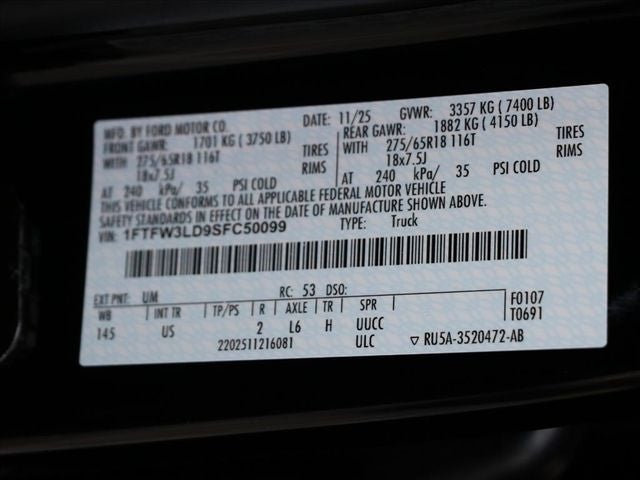 MFD. BY FORD MOTOR CO. DATE: 11/25 GVWR: 3357 KG ( 7400 LB)
FRONT GAWR: 1701 KG ( 3750 LB) REAR GAWR: 1882 KG ( 4150 LB)
WITH 275/65R18 116T TIRES WITH 275/65R18 116T TIRES
18x7.5J RIMS 18x7.5J RIMS
AT 240 kPa/ 35 PSI COLD AT 240 kPa/ 35 PSI COLD
THIS VEHICLE CONFORMS TO ALL APPLICABLE FEDERAL MOTOR VEHICLE
SAFETY STANDARDS IN EFFECT ON THE DATE OF MANUFACTURE SHOWN ABOVE.
VIN: 1FTFW3LD9SFC50099 TYPE: Truck
EXT PNT: UM RC: 53 DSO:
WB INT TR TP/PS R AXLE TR SPR F0107
145 US 2 L6 H UUCC T0691
2202511216081 ULC ▽ RU5A-3520472-AB